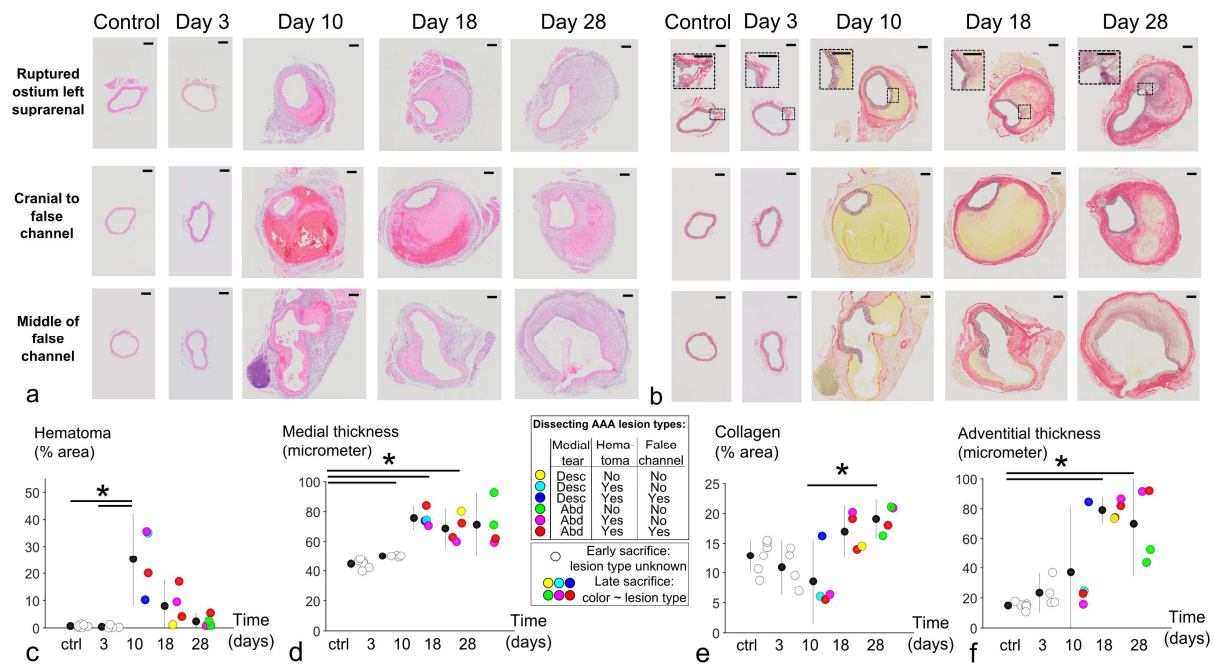 Control Day 3 Day 10 Day 18 Day 28
Ruptured
ostium left
suprarenal
Cranial to
false
channel
Middle of
false
channel
a
Control Day 3 Day 10 Day 18 Day 28
b
Hematoma
(% area)
*
50
40
30
20
10
0
ctrl 3 10 18 28
Time
(days)
c
Medial thickness
(micrometer)
*
100
80
60
40
20
0
ctrl 3 10 18 28
Time
(days)
d
Dissecting AAA lesion types:
Medial Hema- False
tear toma channel
Desc No No
Desc Yes No
Desc Yes Yes
Abd No No
Abd Yes No
Abd Yes Yes
Early sacrifice:
lesion type unknown
Late sacrifice:
color ~ lesion type
Collagen
(% area)
*
25
20
15
10
5
0
ctrl 3 10 18 28
Time
(days)
e
Adventitial thickness
(micrometer)
*
100
80
60
40
20
0
ctrl 3 10 18 28
Time
(days)
f